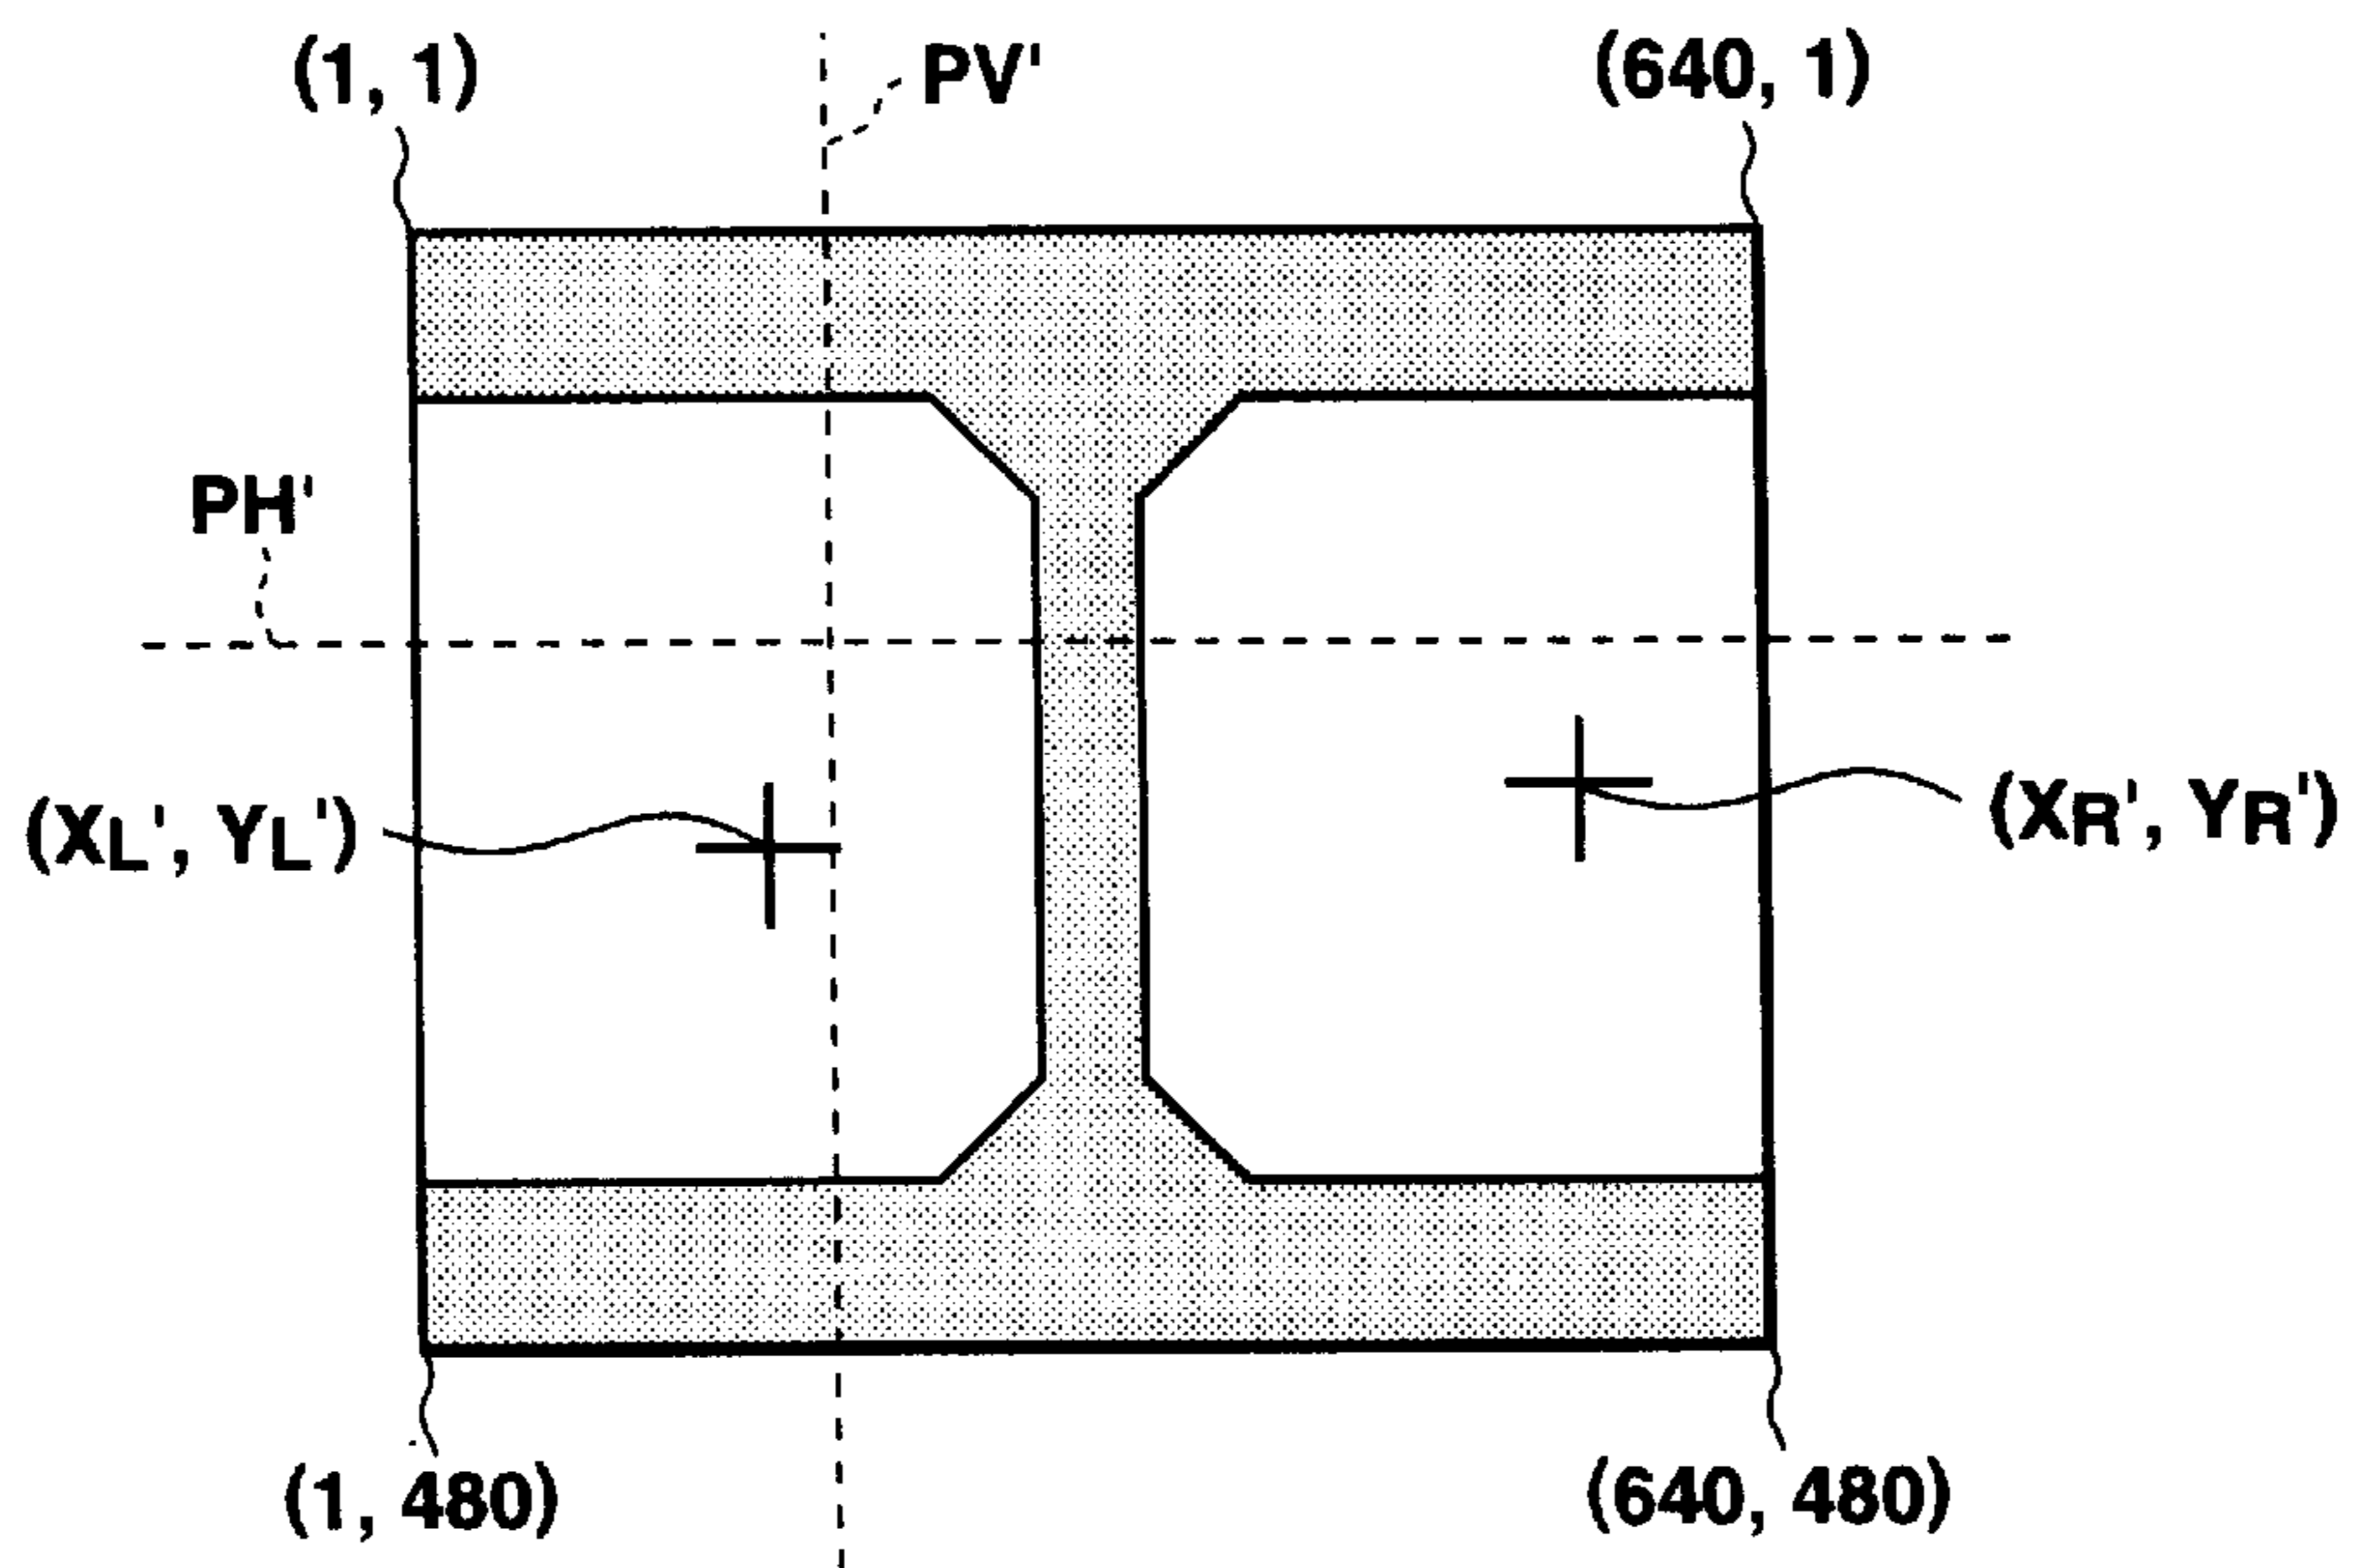 (1, 1)
PV'
(640, 1)
PH'
(XL', YL')
(XR', YR')
(1, 480)
(640, 480)